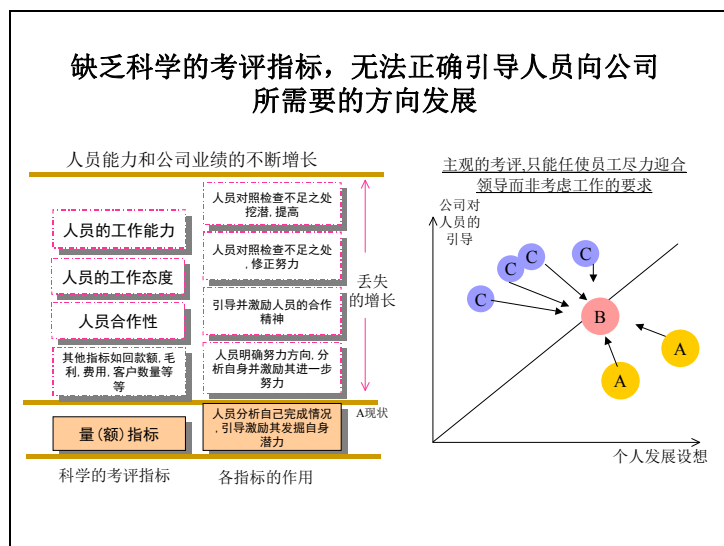 缺乏科学的考评指标，无法正确引导人员向公司
所需要的方向发展
人员能力和公司业绩的不断增长
人员的工作能力
人员的工作态度
人员合作性
其他指标如回款额,毛
利,费用,客户数量等
等
量(额)指标
科学的考评指标
人员对照检查不足之处
挖潜,提高
人员对照检查不足之处
,修正努力
引导并激励人员的合作
精神
人员明确努力方向,分
析自身并激励其进一步
努力
人员分析自己完成情况
,引导激励其发掘自身
潜力
各指标的作用
丢失
的增长
A现状
主观的考评,只能任使员工尽力迎合
领导而非考虑工作的要求
公司对
人员的
引导
C
C
C
C
B
A
A
个人发展设想